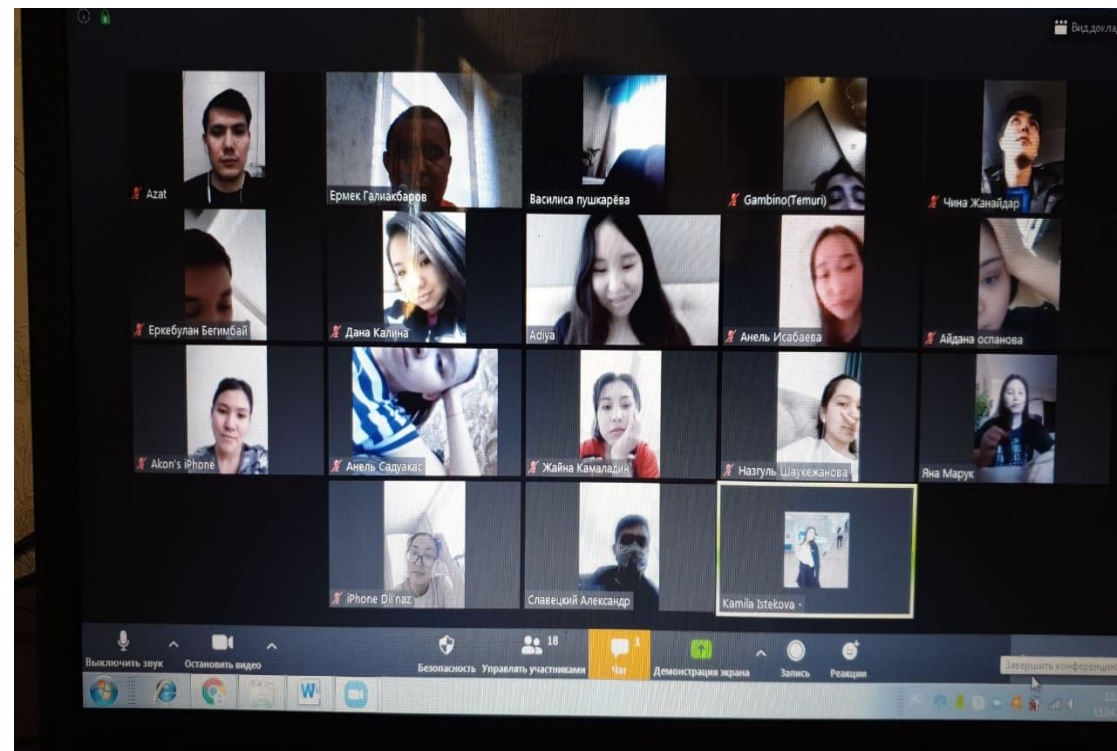 Azat
Ермек Галиакбаров
Василиса пушкарёва
Gambino(Temuri)
Чина Жанайдар
Еркебулан Бегимбай
Дана Калина
Adiya
Анель Исабаева
Айдана оспанова
Akon's iPhone
Анель Садуакас
Жайна Камаладин
Назгуль Шаукежанова
Яна Марук
iPhone Dil'naz
Славецкий Александр
Kamila Istekova -
18
1
Выключить звук
Остановить видео
Безопасность
Управлять участниками
Чат
Демонстрация экрана
Запись
Реакции
Завершить конференцию
W
RU